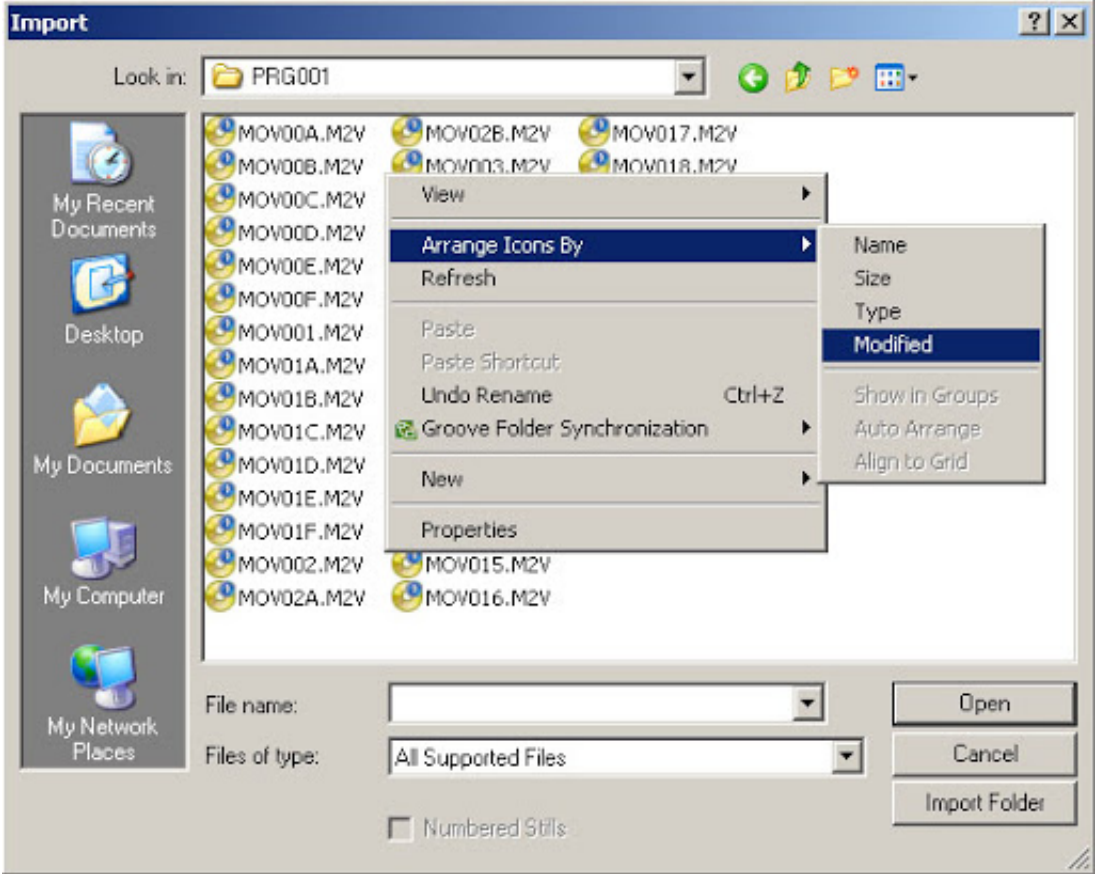 Import
Look in: PRG001
My Recent
Documents
Desktop
My Documents
My Computer
My Network
Places
MOV00A.M2V
MOV00B.M2V
MOV00C.M2V
MOV00D.M2V
MOV00E.M2V
MOV00F.M2V
MOV001.M2V
MOV01A.M2V
MOV01B.M2V
MOV01C.M2V
MOV01D.M2V
MOV01E.M2V
MOV01F.M2V
MOV002.M2V
MOV02A.M2V
MOV02B.M2V
MOV003.M2V
MOV015.M2V
MOV016.M2V
MOV017.M2V
MOV018.M2V
View
Arrange Icons By
Refresh
Paste
Paste Shortcut
Undo Rename Ctrl+Z
Groove Folder Synchronization
New
Properties
Name
Size
Type
Modified
Show in Groups
Auto Arrange
Align to Grid
File name:
Open
Files of type: All Supported Files
Cancel
Import Folder
Numbered Stills